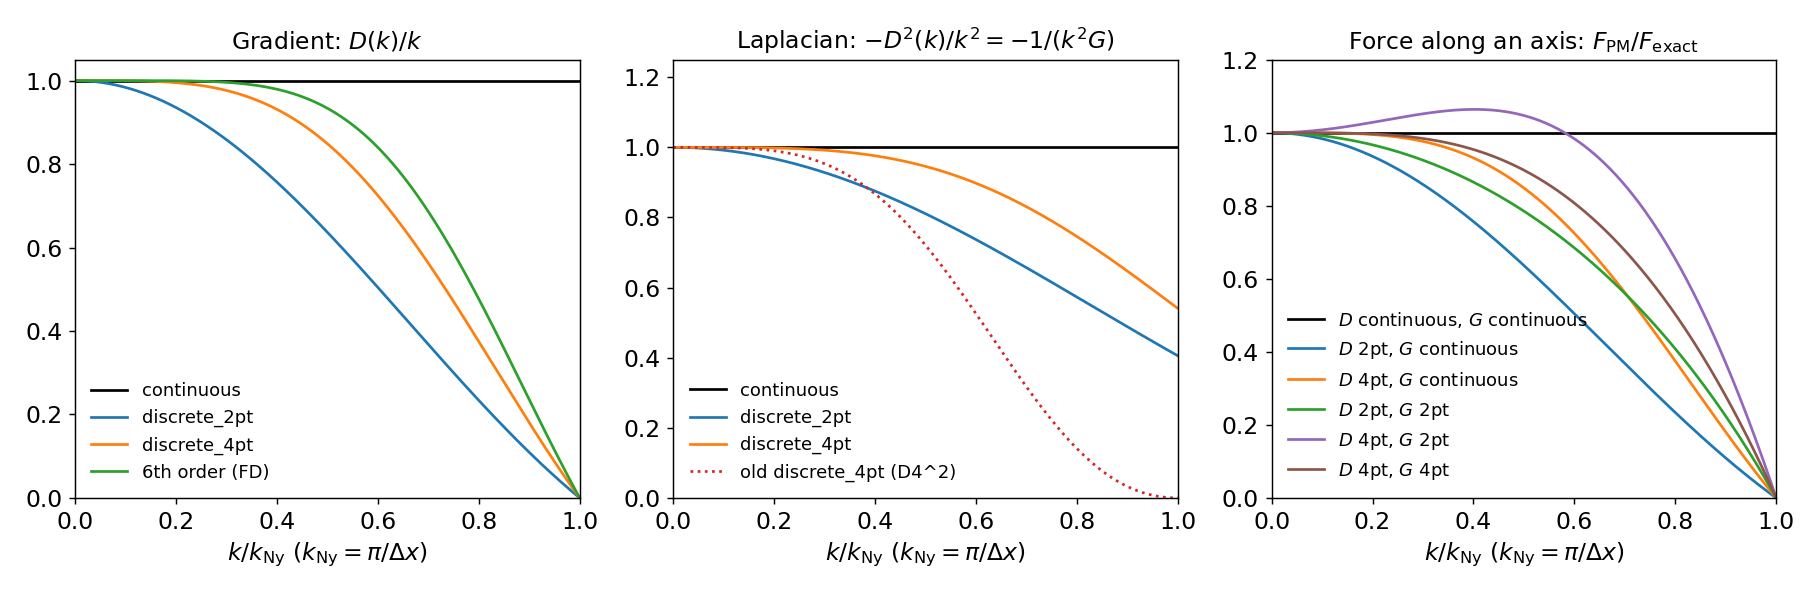 Gradient: D(k)/k
1.0
0.8
0.6
0.4
0.2
0.0
continuous
discrete_2pt
discrete_4pt
6th order (FD)
0.0 0.2 0.4 0.6 0.8 1.0
k/k_Ny (k_Ny = π/Δx)
Laplacian: −D²(k)/k² = −1/(k²G)
1.2
1.0
0.8
0.6
0.4
0.2
0.0
continuous
discrete_2pt
discrete_4pt
old discrete_4pt (D4^2)
0.0 0.2 0.4 0.6 0.8 1.0
k/k_Ny (k_Ny = π/Δx)
Force along an axis: F_PM/F_exact
1.2
1.0
0.8
0.6
0.4
0.2
0.0
D continuous, G continuous
D 2pt, G continuous
D 4pt, G continuous
D 2pt, G 2pt
D 4pt, G 2pt
D 4pt, G 4pt
0.0 0.2 0.4 0.6 0.8 1.0
k/k_Ny (k_Ny = π/Δx)